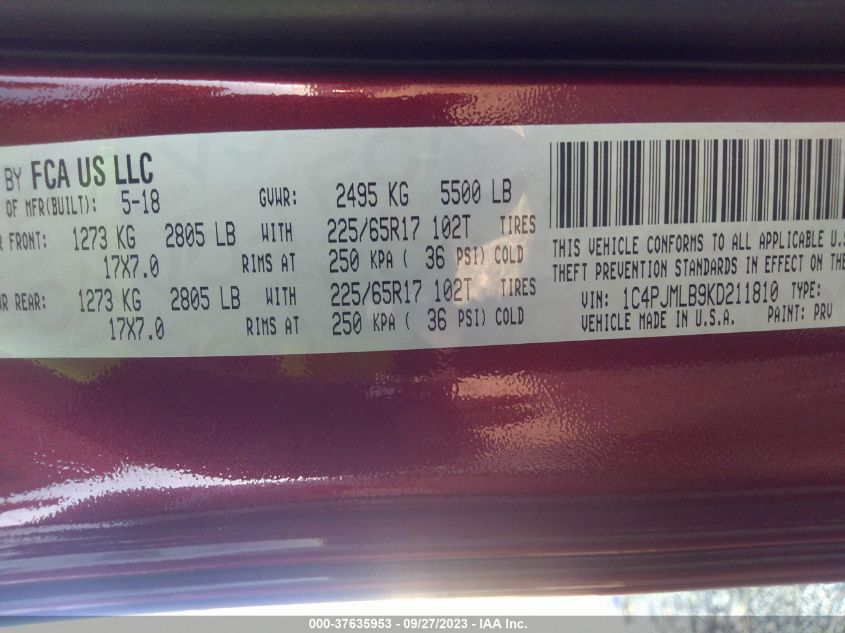 BY FCA US LLC
OF MFR(BUILT): 5-18 GVWR: 2495 KG 5500 LB
FRONT: 1273 KG 2805 LB WITH 225/65R17 102T TIRES
17X7.0 RIMS AT 250 KPA ( 36 PSI) COLD
REAR: 1273 KG 2805 LB WITH 225/65R17 102T TIRES
17X7.0 RIMS AT 250 KPA ( 36 PSI) COLD
THIS VEHICLE CONFORMS TO ALL APPLICABLE U.S
THEFT PREVENTION STANDARDS IN EFFECT ON THE
VIN: 1C4PJMLB9KD211810 TYPE:
VEHICLE MADE IN U.S.A. PAINT: PRV
000-37635953 - 09/27/2023 - IAA Inc.